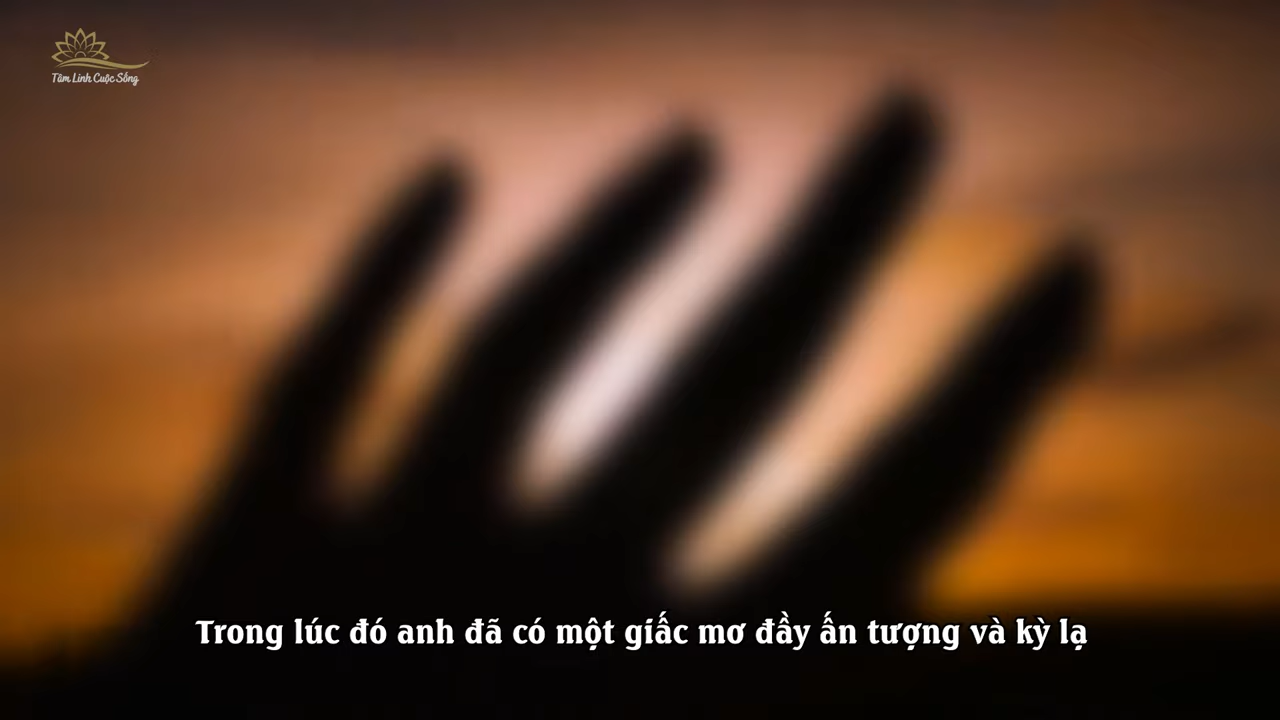 Tâm Linh Cuộc Sống
Trong lúc đó anh đã có một giấc mơ đầy ấn tượng và kỳ lạ